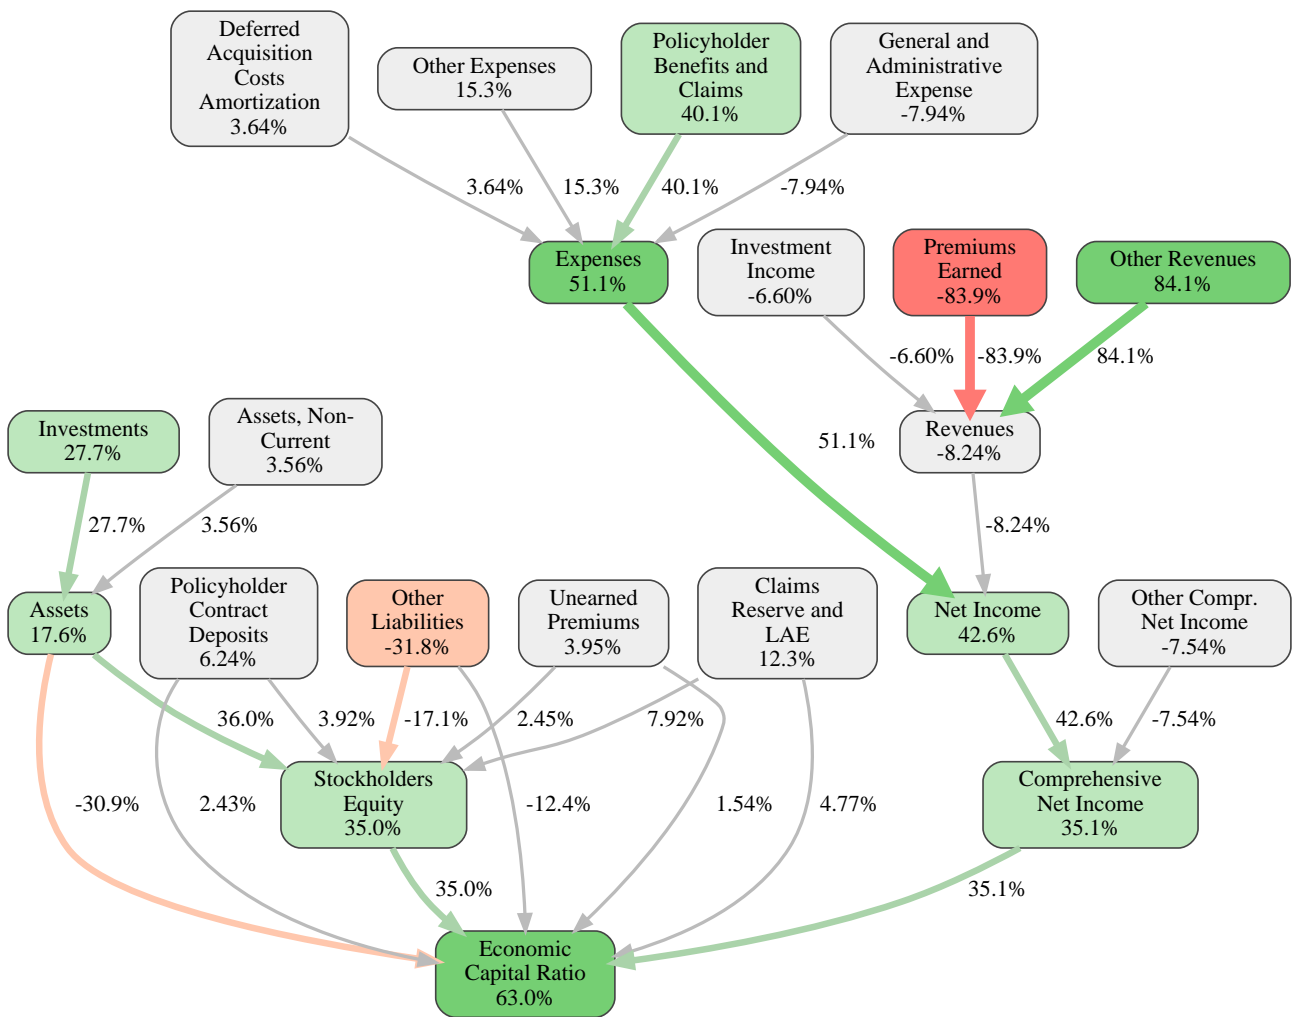 Deferred
Acquisition
Costs
Amortization
3.64%
Other Expenses
15.3%
Policyholder
Benefits and
Claims
40.1%
General and
Administrative
Expense
-7.94%
3.64%
15.3%
40.1%
-7.94%
Expenses
51.1%
Investment
Income
-6.60%
Premiums
Earned
-83.9%
Other Revenues
84.1%
-6.60%
-83.9%
84.1%
Investments
27.7%
Assets, Non-
Current
3.56%
51.1%
Revenues
-8.24%
27.7%
3.56%
-8.24%
Assets
17.6%
Policyholder
Contract
Deposits
6.24%
Other
Liabilities
-31.8%
Unearned
Premiums
3.95%
Claims
Reserve and
LAE
12.3%
Net Income
42.6%
Other Compr.
Net Income
-7.54%
36.0%
3.92%
-17.1%
2.45%
7.92%
42.6%
-7.54%
-30.9%
2.43%
Stockholders
Equity
35.0%
-12.4%
1.54%
4.77%
Comprehensive
Net Income
35.1%
35.0%
35.1%
Economic
Capital Ratio
63.0%